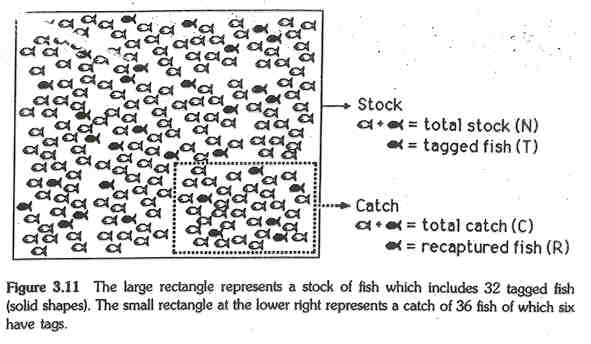 Stock
= total stock (N)
= tagged fish (T)
Catch
= total catch (C)
= recaptured fish (R)
Figure 3.11 The large rectangle represents a stock of fish which includes 32 tagged fish
(solid shapes). The small rectangle at the lower right represents a catch of 36 fish of which six
have tags.